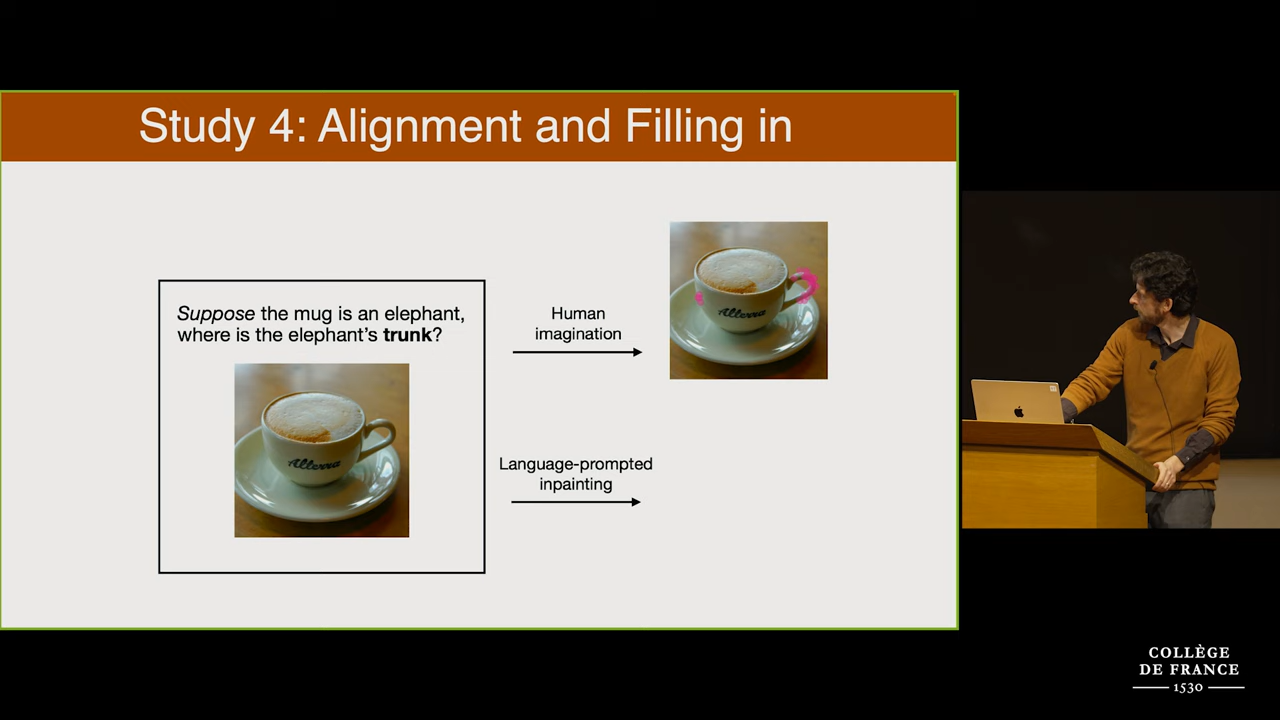 Study 4: Alignment and Filling in
Suppose the mug is an elephant,
where is the elephant's trunk?
Alterra
Human
imagination
Alterra
Language-prompted
inpainting
COLLÈGE
DE FRANCE
1530